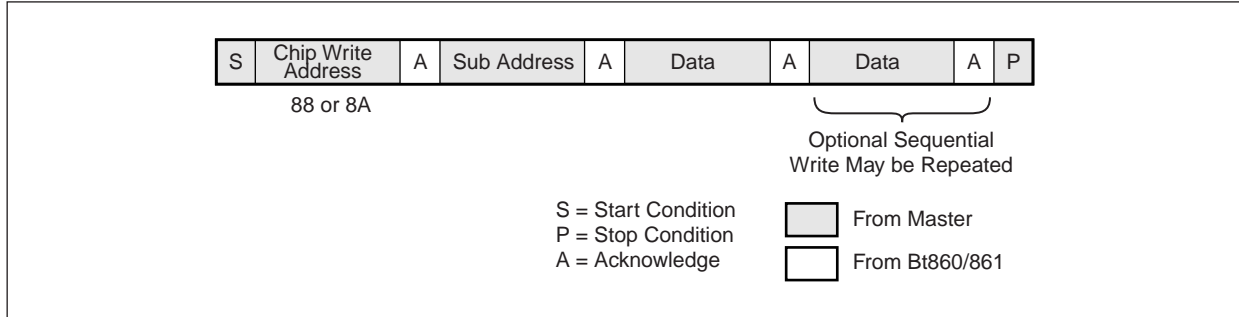 S Chip Write Address A Sub Address A Data A Data A P
88 or 8A
Optional Sequential
Write May be Repeated
S = Start Condition
P = Stop Condition
A = Acknowledge
From Master
From Bt860/861